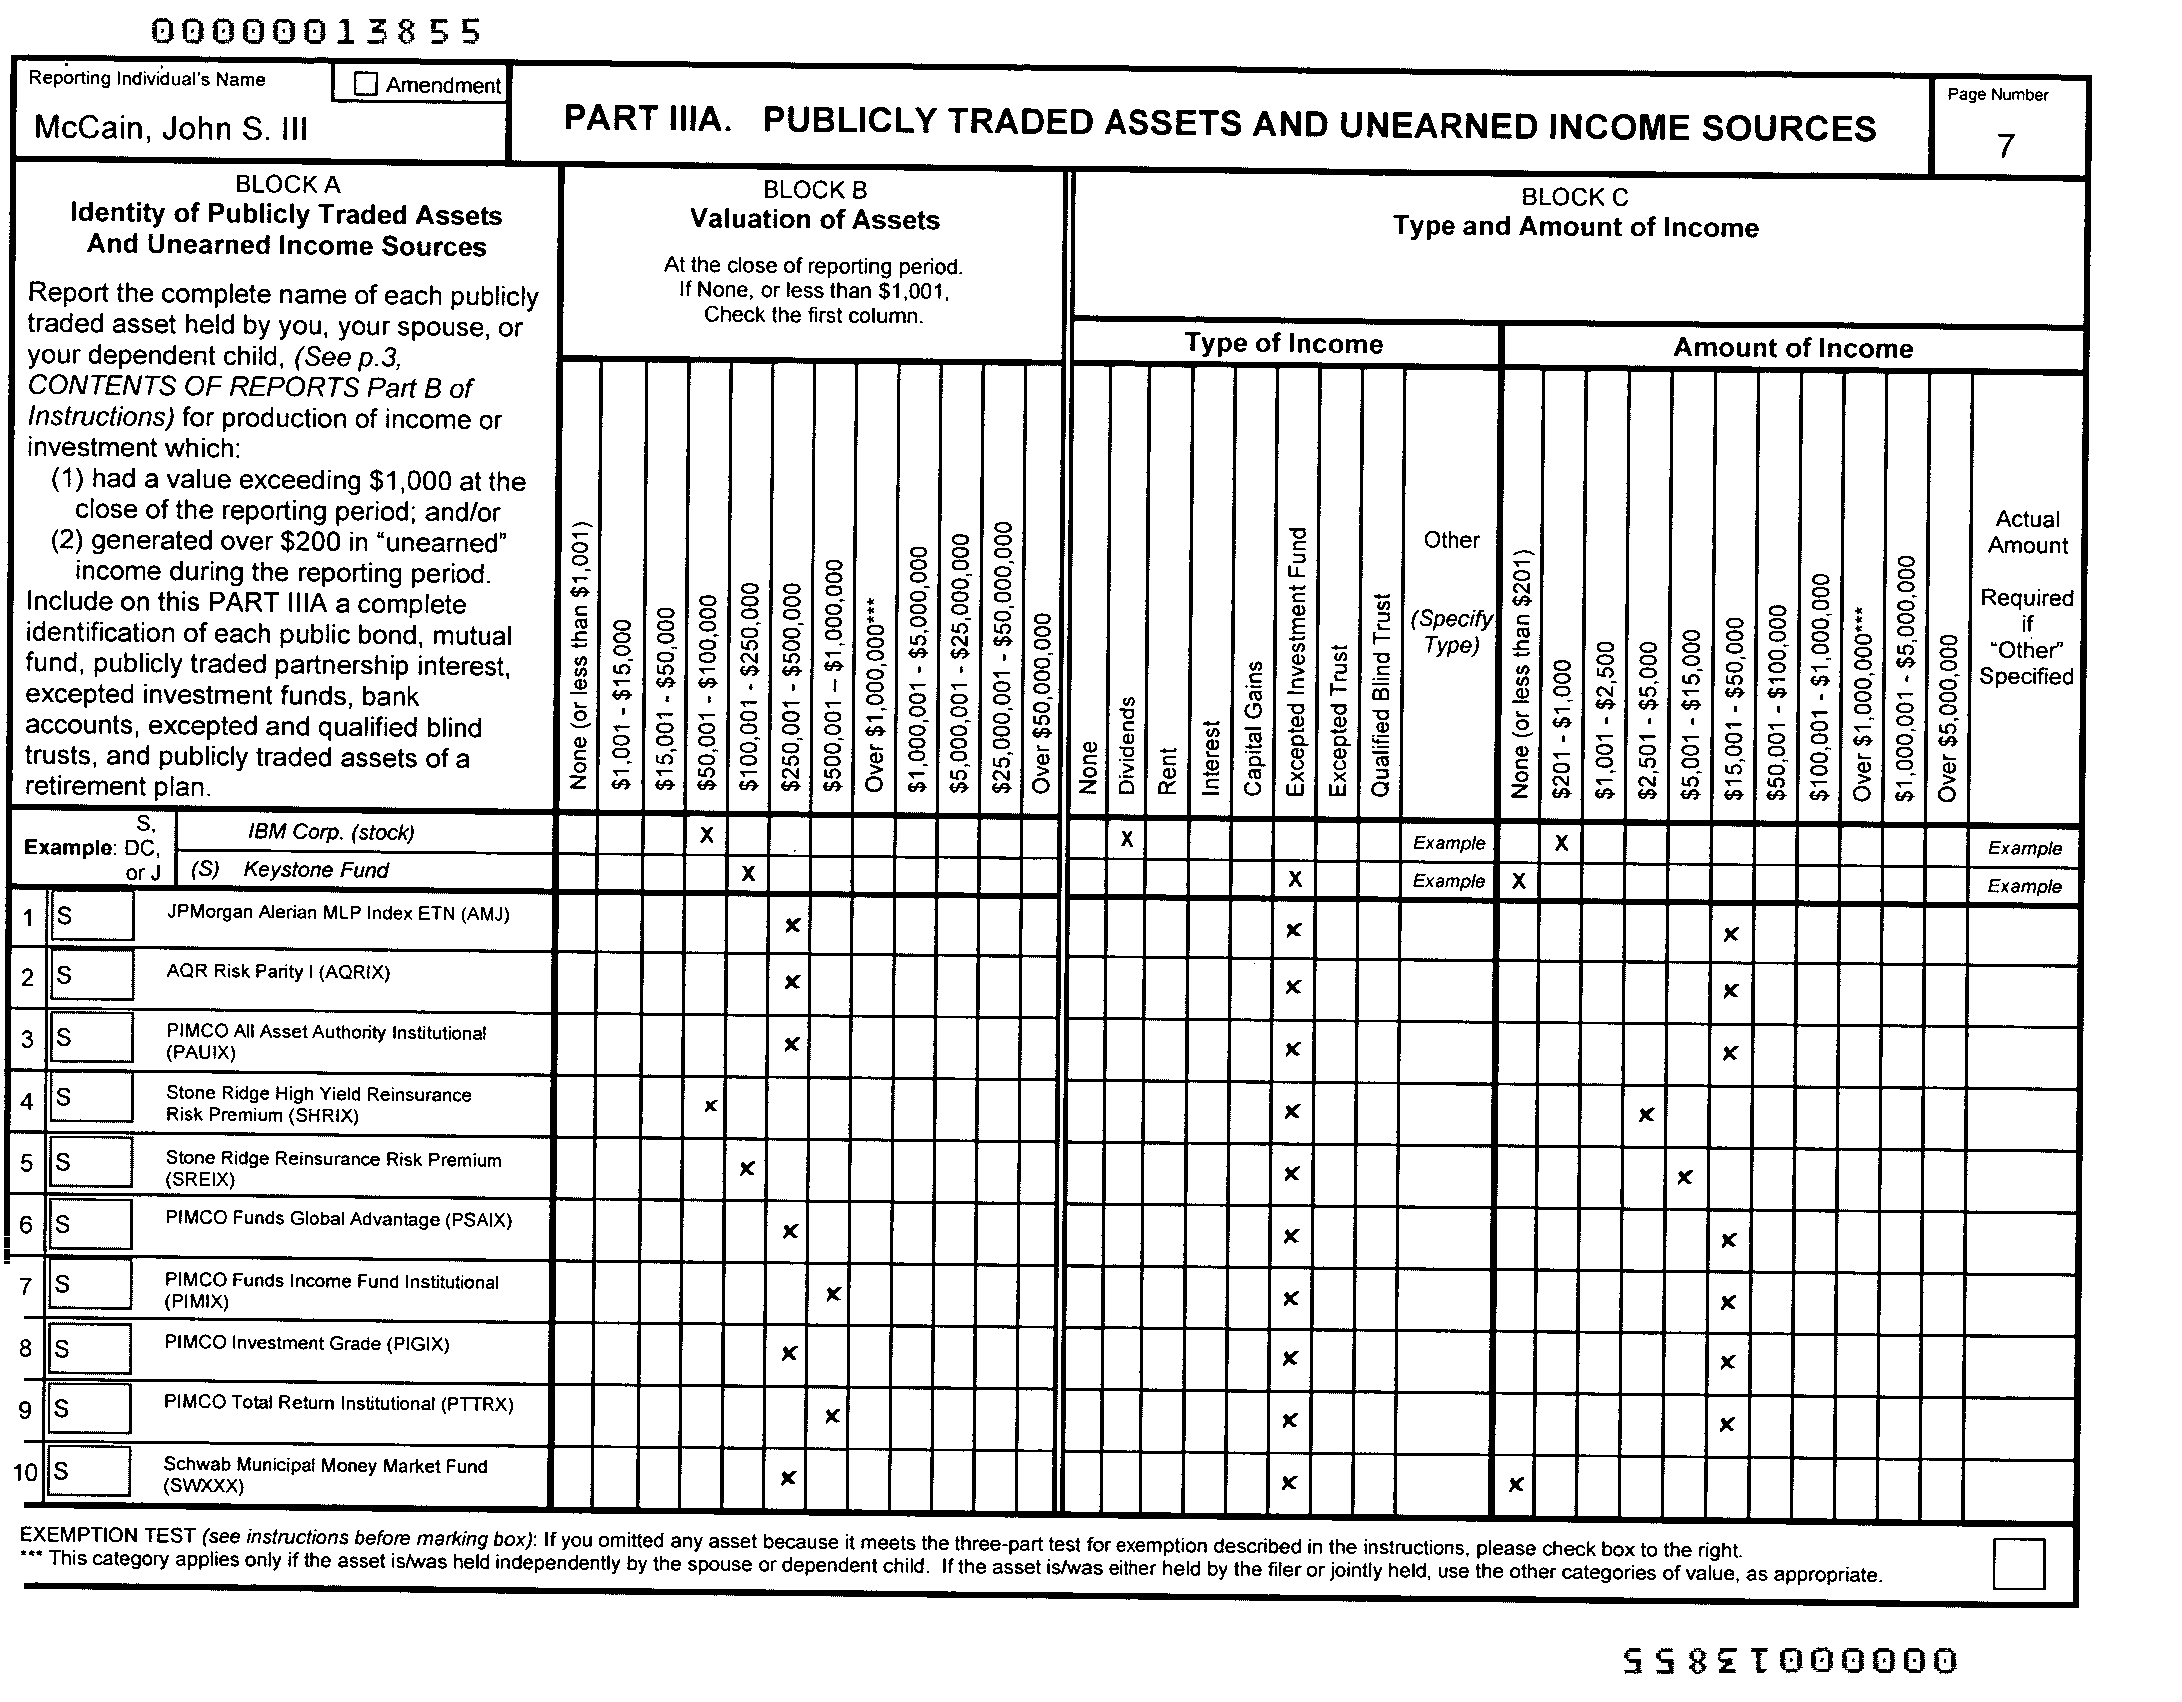 00000013855
Reporting Individual's Name
Amendment
McCain, John S. III
PART IIIA. PUBLICLY TRADED ASSETS AND UNEARNED INCOME SOURCES
Page Number
7
BLOCK A
Identity of Publicly Traded Assets
And Unearned Income Sources
Report the complete name of each publicly
traded asset held by you, your spouse, or
your dependent child, (See p.3,
CONTENTS OF REPORTS Part B of
Instructions) for production of income or
investment which:
(1) had a value exceeding $1,000 at the
close of the reporting period; and/or
(2) generated over $200 in "unearned"
income during the reporting period.
Include on this PART IIIA a complete
identification of each public bond, mutual
fund, publicly traded partnership interest,
excepted investment funds, bank
accounts, excepted and qualified blind
trusts, and publicly traded assets of a
retirement plan.
BLOCK B
Valuation of Assets
At the close of reporting period.
If None, or less than $1,001,
Check the first column.
None (or less than $1,001)
$1,001 - $15,000
$15,001 - $50,000
$50,001 - $100,000
$100,001 - $250,000
$250,001 - $500,000
$500,001 – $1,000,000
Over $1,000,000***
$1,000,001 - $5,000,000
$5,000,001 - $25,000,000
$25,000,001 - $50,000,000
Over $50,000,000
BLOCK C
Type and Amount of Income
Type of Income
None
Dividends
Rent
Interest
Capital Gains
Excepted Investment Fund
Excepted Trust
Qualified Blind Trust
Other
(Specify
Type)
Amount of Income
None (or less than $201)
$201 - $1,000
$1,001 - $2,500
$2,501 - $5,000
$5,001 - $15,000
$15,001 - $50,000
$50,001 - $100,000
$100,001 - $1,000,000
Over $1,000,000***
$1,000,001 - $5,000,000
Over $5,000,000
Actual
Amount
Required
if
"Other"
Specified
Example: S, DC, or J
IBM Corp. (stock) X X Example X Example
(S) Keystone Fund X X Example X Example
1 S JPMorgan Alerian MLP Index ETN (AMJ) x x x
2 S AQR Risk Parity I (AQRIX) x x x
3 S PIMCO All Asset Authority Institutional
(PAUIX) x x x
4 S Stone Ridge High Yield Reinsurance
Risk Premium (SHRIX) x x x
5 S Stone Ridge Reinsurance Risk Premium
(SREIX) x x x
6 S PIMCO Funds Global Advantage (PSAIX) x x x
7 S PIMCO Funds Income Fund Institutional
(PIMIX) x x x
8 S PIMCO Investment Grade (PIGIX) x x x
9 S PIMCO Total Return Institutional (PTTRX) x x x
10 S Schwab Municipal Money Market Fund
(SWXXX) x x x
EXEMPTION TEST (see instructions before marking box): If you omitted any asset because it meets the three-part test for exemption described in the instructions, please check box to the right.
*** This category applies only if the asset is/was held independently by the spouse or dependent child. If the asset is/was either held by the filer or jointly held, use the other categories of value, as appropriate.
00000013855